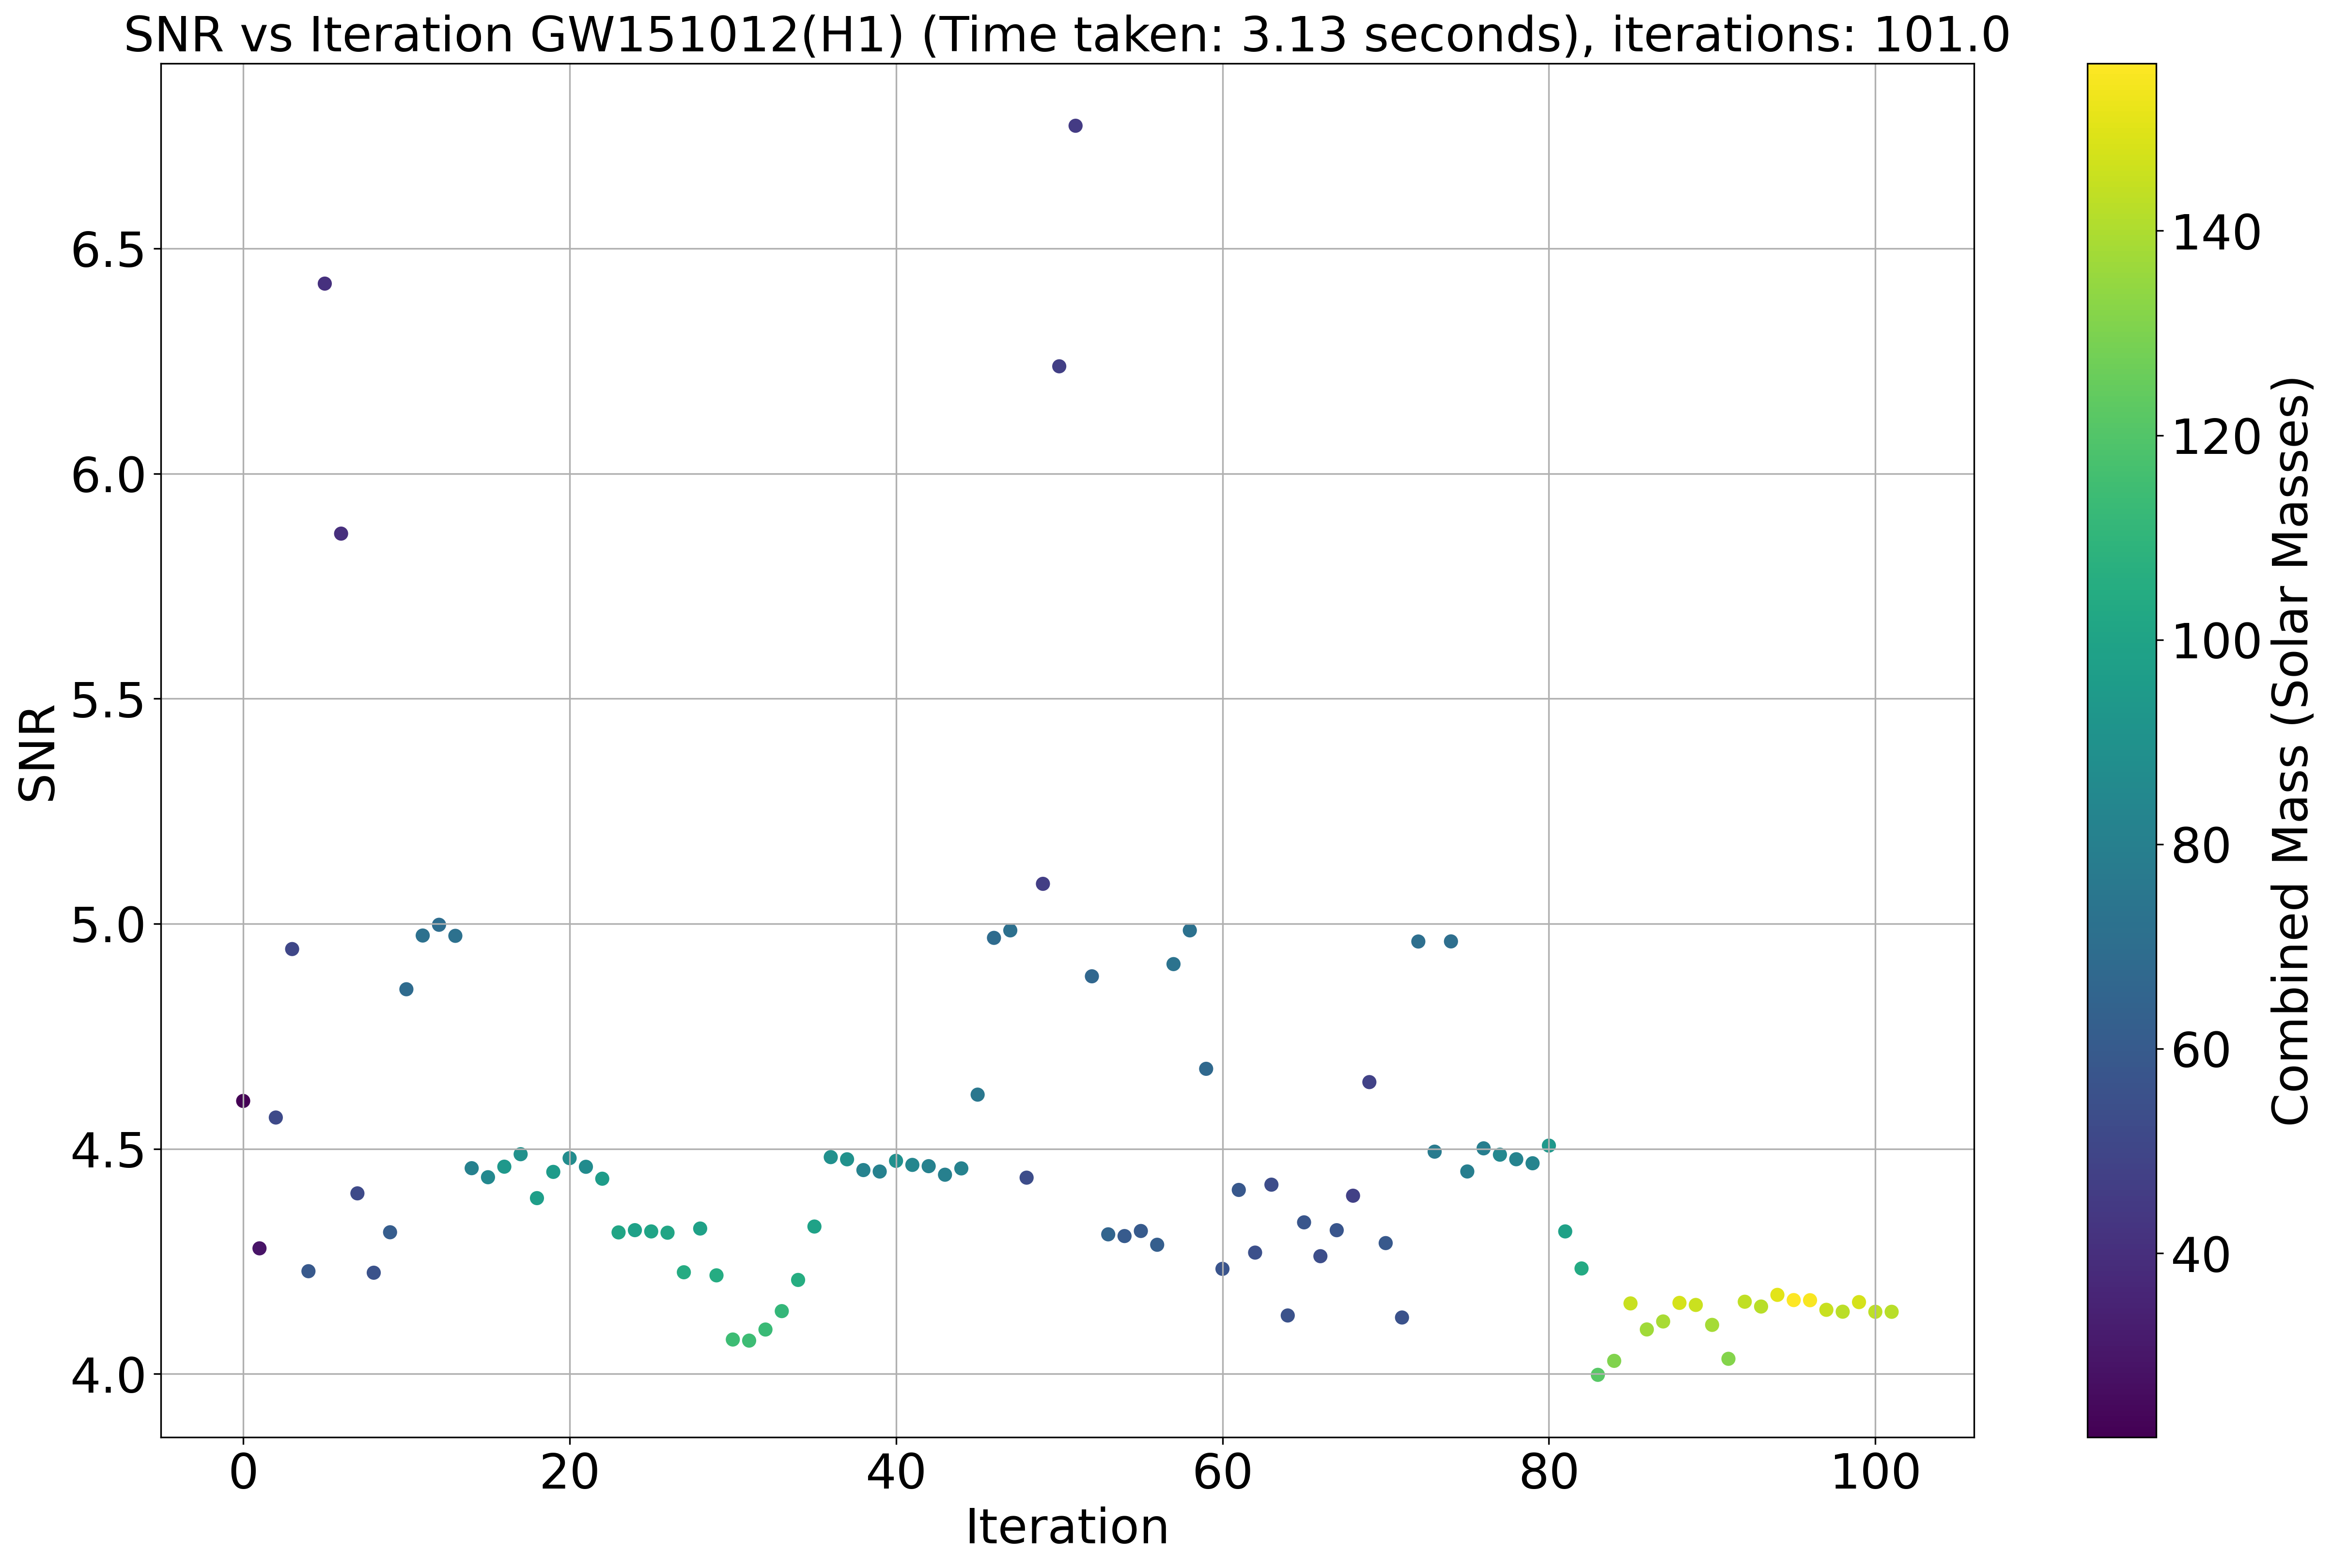 SNR vs Iteration GW151012(H1) (Time taken: 3.13 seconds), iterations: 101.0
SNR
6.5
6.0
5.5
5.0
4.5
4.0
0 20 40 60 80 100
Iteration
140
120
100
80
60
40
Combined Mass (Solar Masses)